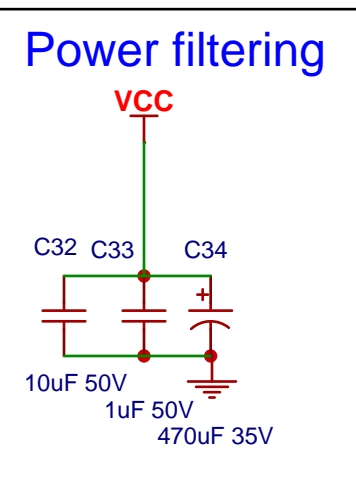 Power filtering
VCC
C32 C33 C34
+
10uF 50V
1uF 50V
470uF 35V